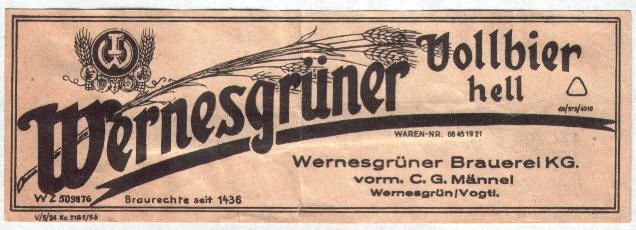 Wernesgrüner
Vollbier
hell
WAREN-NR. 68 45 19 21
Wernesgrüner Brauerei KG.
vorm. C. G. Männel
Wernesgrün/Vogtl.
WZ 509876
Braurechte seit 1436